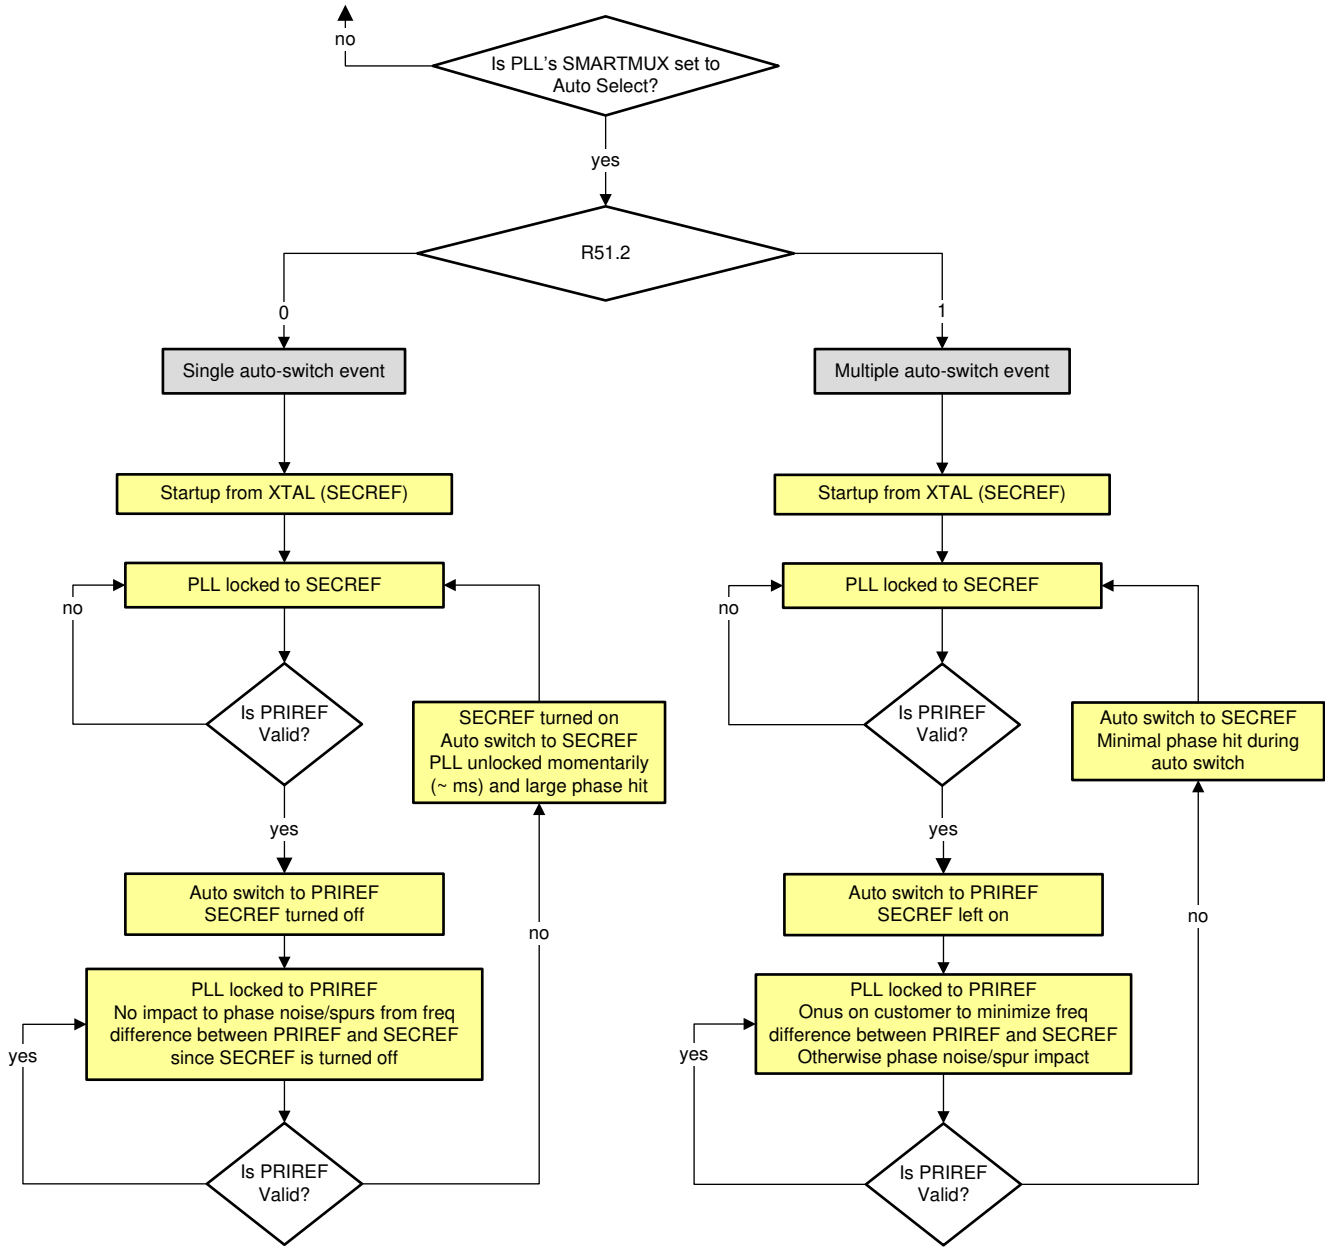 no
Is PLL's SMARTMUX set to
Auto Select?
yes
R51.2
0
1
Single auto-switch event
Multiple auto-switch event
Startup from XTAL (SECREF)
Startup from XTAL (SECREF)
PLL locked to SECREF
PLL locked to SECREF
no
no
Is PRIREF
Valid?
SECREF turned on
Auto switch to SECREF
PLL unlocked momentarily
(~ ms) and large phase hit
Is PRIREF
Valid?
Auto switch to SECREF
Minimal phase hit during
auto switch
yes
yes
Auto switch to PRIREF
SECREF turned off
Auto switch to PRIREF
SECREF left on
no
no
PLL locked to PRIREF
No impact to phase noise/spurs from freq
difference between PRIREF and SECREF
since SECREF is turned off
PLL locked to PRIREF
Onus on customer to minimize freq
difference between PRIREF and SECREF
Otherwise phase noise/spur impact
yes
yes
Is PRIREF
Valid?
Is PRIREF
Valid?